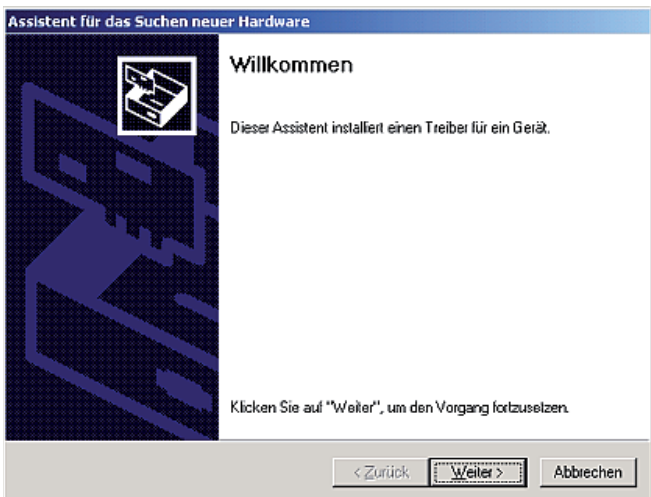 Assistent für das Suchen neuer Hardware
Willkommen
Dieser Assistent installiert einen Treiber für ein Gerät.
Klicken Sie auf "Weiter", um den Vorgang fortzusetzen.
< Zurück
Weiter >
Abbrechen